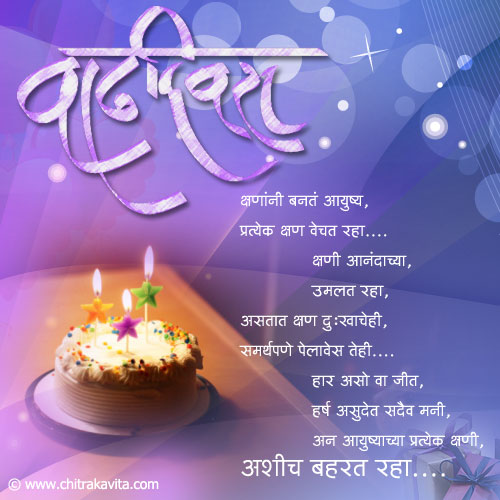 वाढदिवस
क्षणांनी बनतं आयुष्य,
प्रत्येक क्षण वेचत रहा....
क्षणी आनंदाच्या,
उमलत रहा,
असतात क्षण दुःखाचेही,
समर्थपणे पेलावेस तेही....
हार असो वा जीत,
हर्ष असुदेत सदैव मनी,
अन आयुष्याच्या प्रत्येक क्षणी,
अशीच बहरत रहा....
© www.chitrakavita.com